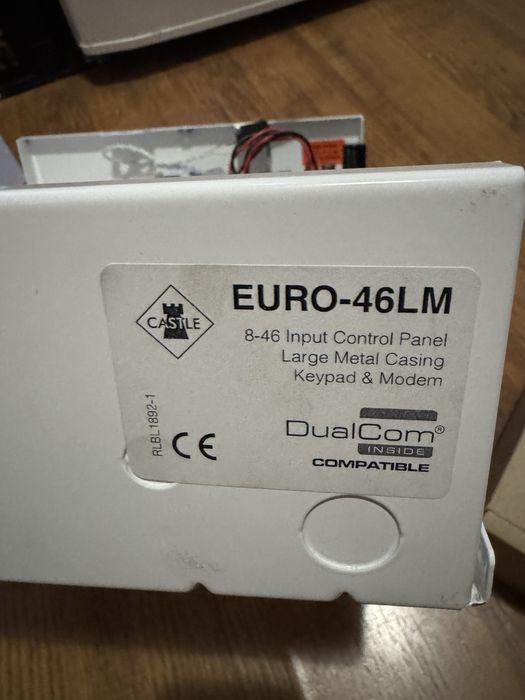 CASTLE
EURO-46LM
8-46 Input Control Panel
Large Metal Casing
Keypad & Modem
RLBL1892-1
CE
DualCom®
INSIDE
COMPATIBLE